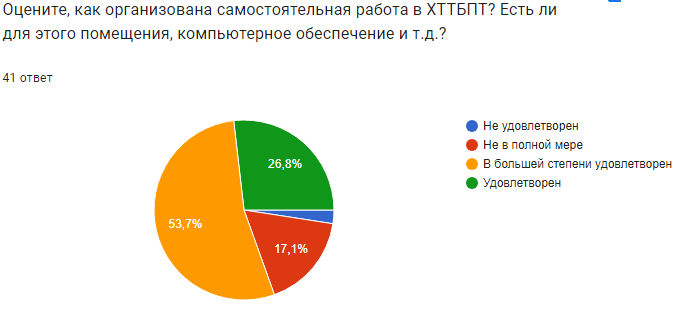 Оцените, как организована самостоятельная работа в ХТТБПТ? Есть ли
для этого помещения, компьютерное обеспечение и т.д.?
41 ответ
Не удовлетворен
Не в полной мере
В большей степени удовлетворен
Удовлетворен
26,8%
53,7%
17,1%